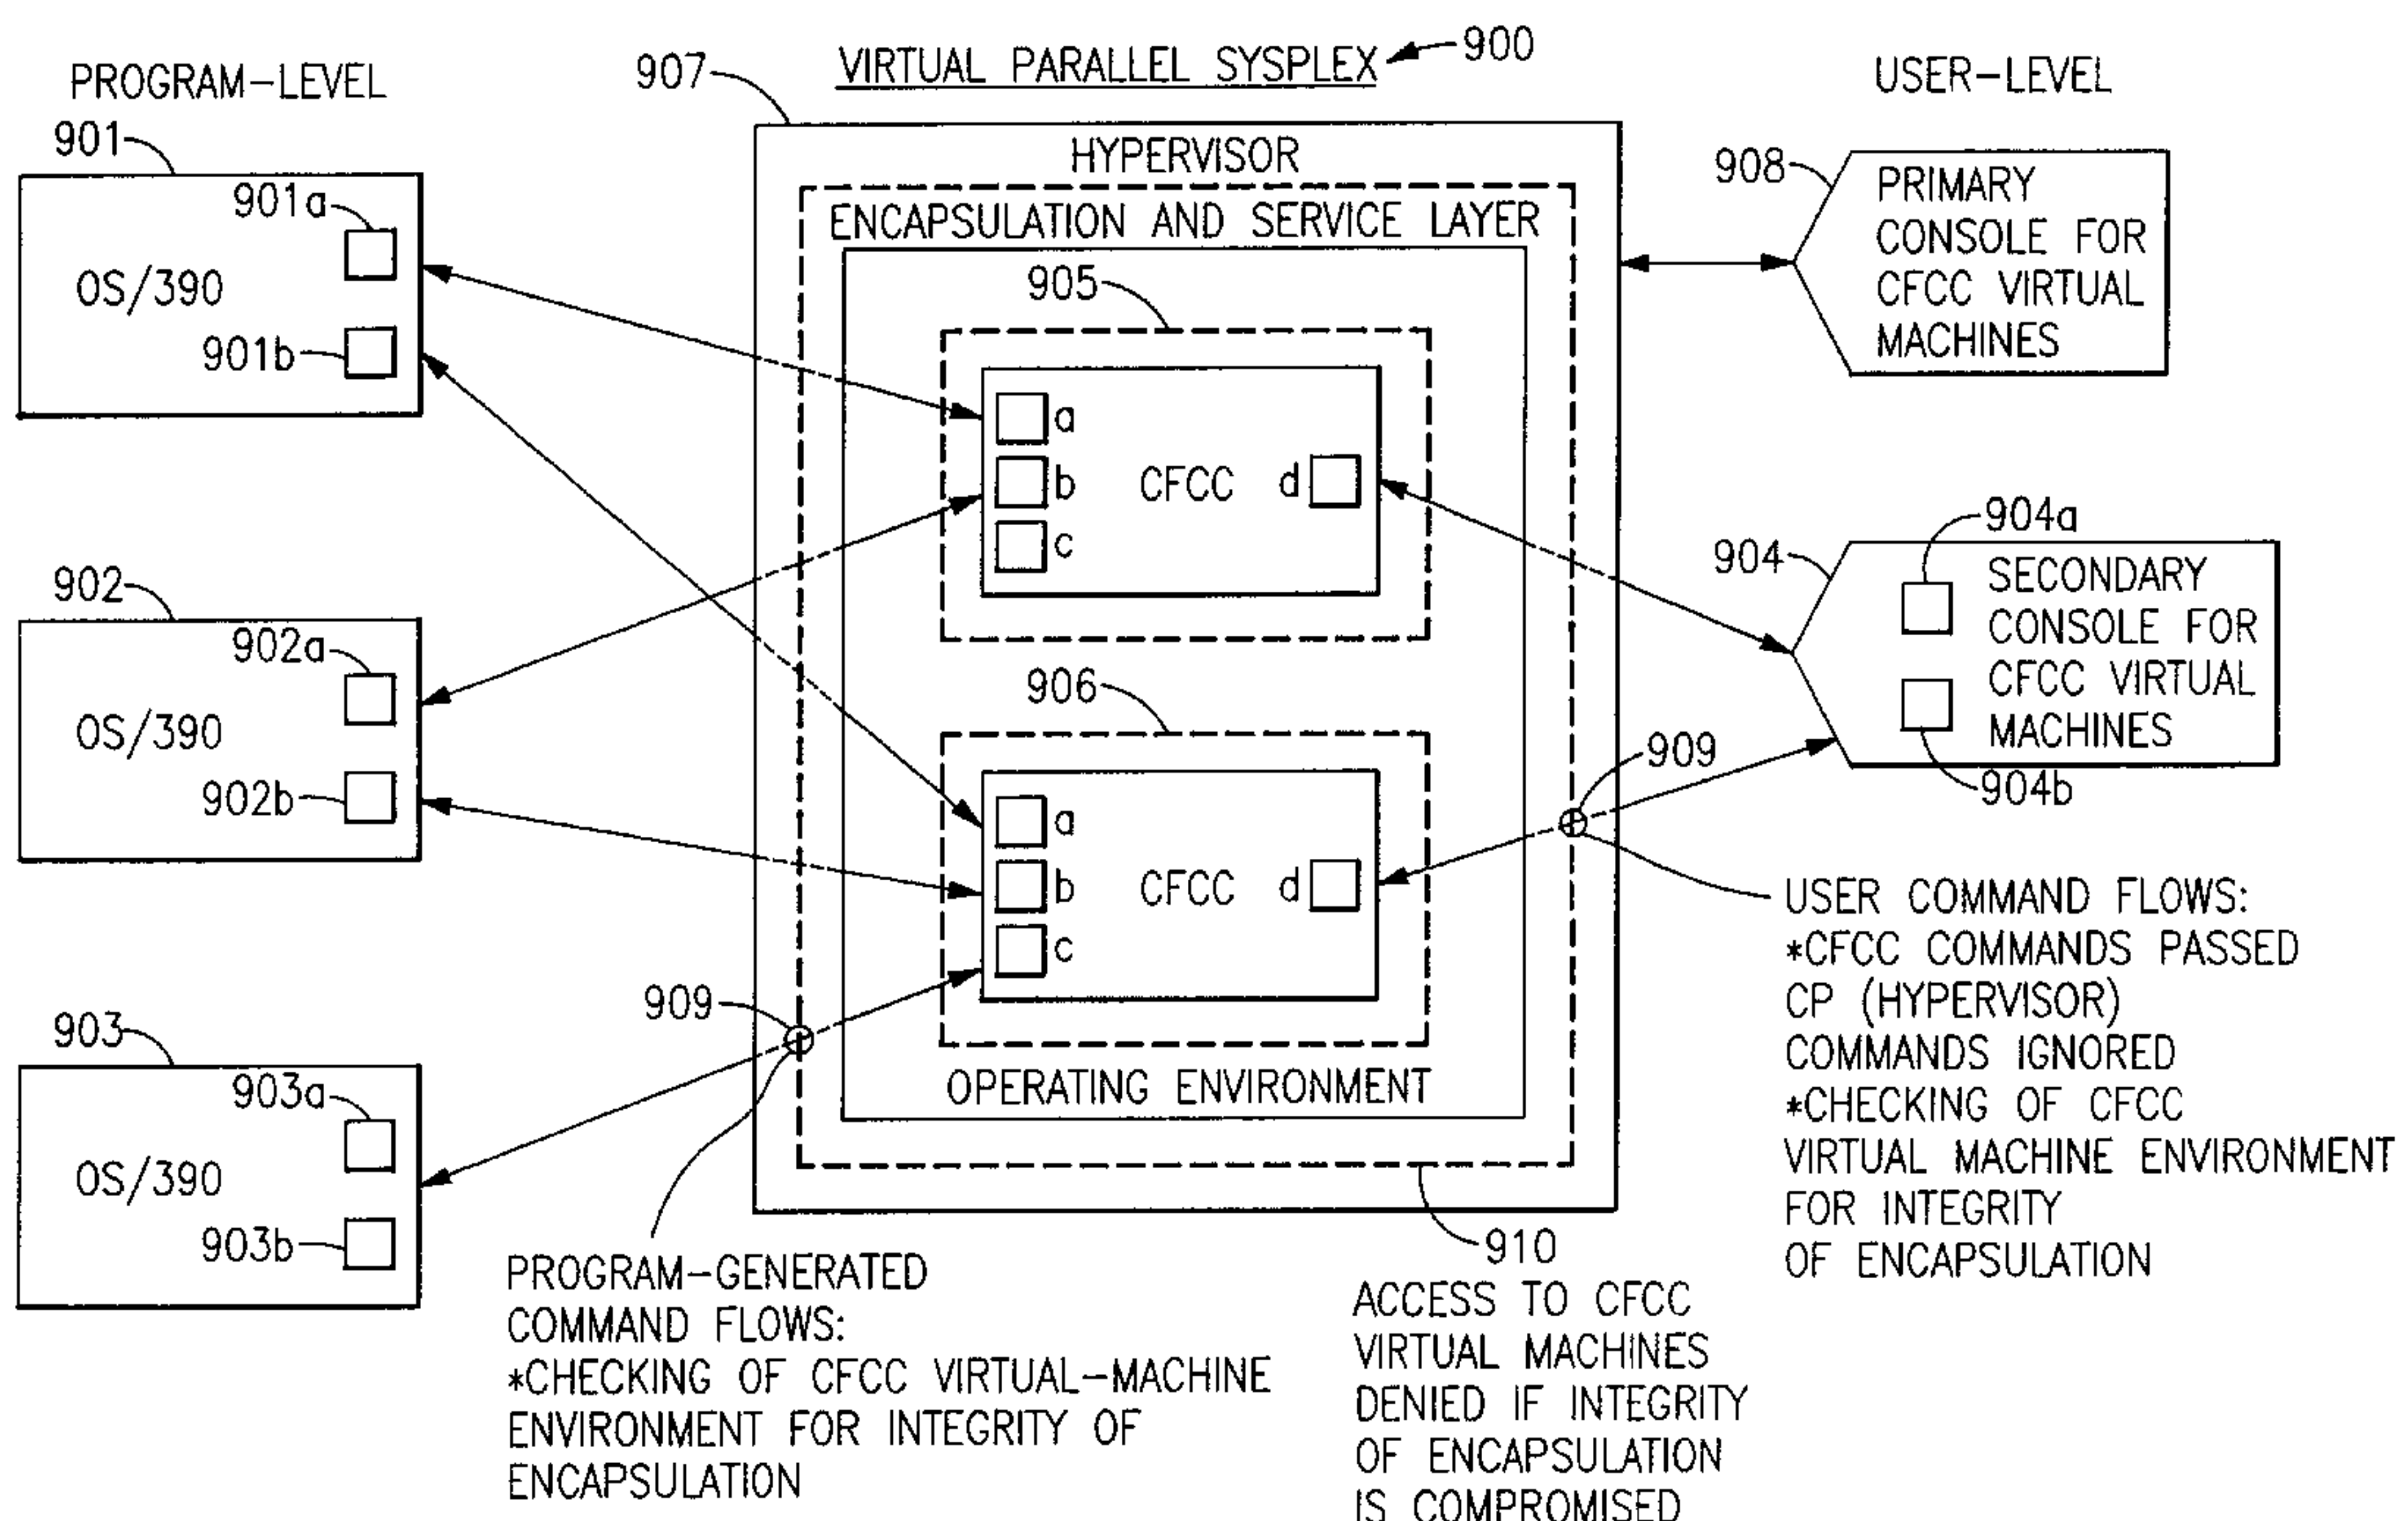 VIRTUAL PARALLEL SYSPLEX
900
PROGRAM-LEVEL
907
USER-LEVEL
901
901a
OS/390
901b
902
902a
OS/390
902b
903
903a
OS/390
903b
HYPERVISOR
ENCAPSULATION AND SERVICE LAYER
905
a
b
CFCC
d
c
906
a
b
CFCC
d
c
OPERATING ENVIRONMENT
908
PRIMARY
CONSOLE FOR
CFCC VIRTUAL
MACHINES
904
904a
SECONDARY
CONSOLE FOR
CFCC VIRTUAL
MACHINES
904b
909
USER COMMAND FLOWS:
*CFCC COMMANDS PASSED
CP (HYPERVISOR)
COMMANDS IGNORED
*CHECKING OF CFCC
VIRTUAL MACHINE ENVIRONMENT
FOR INTEGRITY
OF ENCAPSULATION
909
PROGRAM-GENERATED
COMMAND FLOWS:
*CHECKING OF CFCC VIRTUAL-MACHINE
ENVIRONMENT FOR INTEGRITY OF
ENCAPSULATION
910
ACCESS TO CFCC
VIRTUAL MACHINES
DENIED IF INTEGRITY
OF ENCAPSULATION
IS COMPROMISED